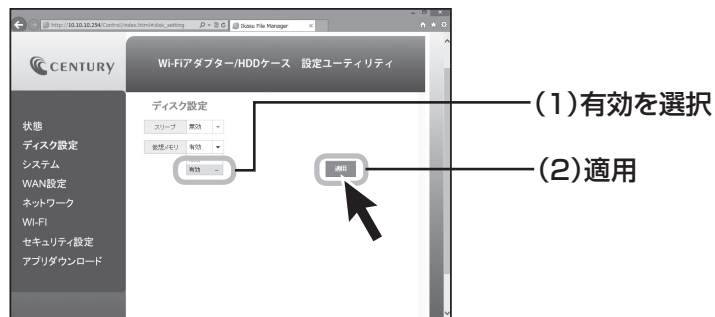 http://10.10.10.254/Control/index.html#disk_setting
Ikasu File Manager
CENTURY
Wi-Fiアダプター/HDDケース 設定ユーティリティ
ディスク設定
スリープ 無効
仮想メモリ 有効
有効
適用
状態
ディスク設定
システム
WAN設定
ネットワーク
WI-FI
セキュリティ設定
アプリダウンロード
(1)有効を選択
(2)適用